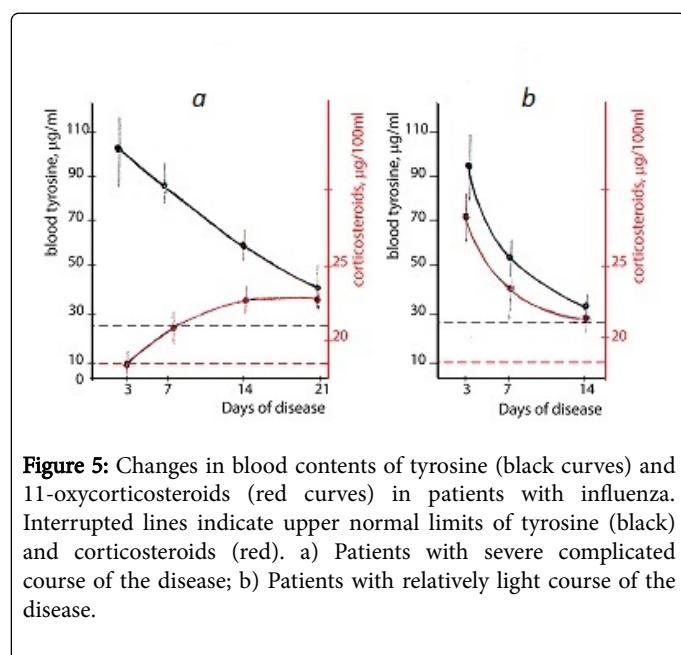 a
b
blood tyrosine, µg/ml
110
90
70
50
30
10
0
3
7
14
21
Days of disease
25
20
corticosteroids, µg/100ml
blood tyrosine, µg/ml
110
90
70
50
30
10
3
7
14
Days of disease
25
20
corticosteroids, µg/100ml
Figure 5: Changes in blood contents of tyrosine (black curves) and
11-oxycorticosteroids (red curves) in patients with influenza.
Interrupted lines indicate upper normal limits of tyrosine (black)
and corticosteroids (red). a) Patients with severe complicated
course of the disease; b) Patients with relatively light course of the
disease.